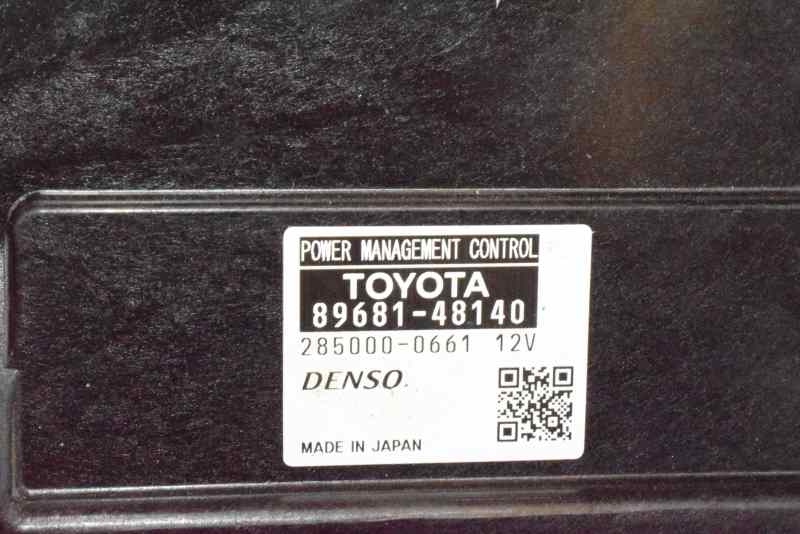 POWER MANAGEMENT CONTROL
TOYOTA
89681-48140
285000-0661 12V
DENSO
MADE IN JAPAN